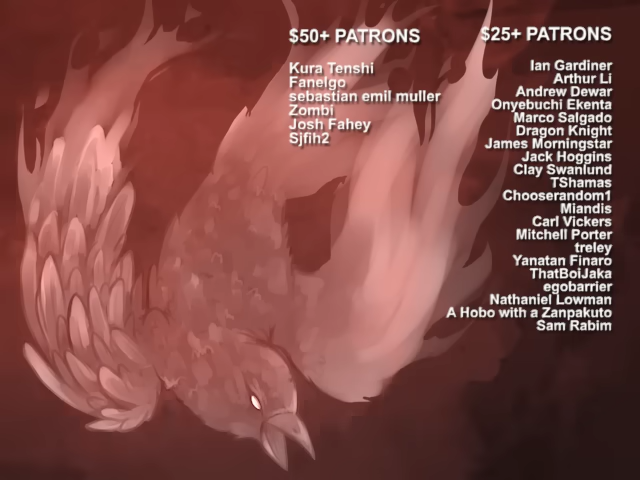 $50+ PATRONS
Kura Tenshi
Fanelgo
sebastian emil muller
Zombi
Josh Fahey
Sjfih2
$25+ PATRONS
Ian Gardiner
Arthur Li
Andrew Dewar
Onyebuchi Ekenta
Marco Salgado
Dragon Knight
James Morningstar
Jack Hoggins
Clay Swanlund
TShamas
Chooserandom1
Miandis
Carl Vickers
Mitchell Porter
treley
Yanatan Finaro
ThatBoiJaka
egobarrier
Nathaniel Lowman
A Hobo with a Zanpakuto
Sam Rabim